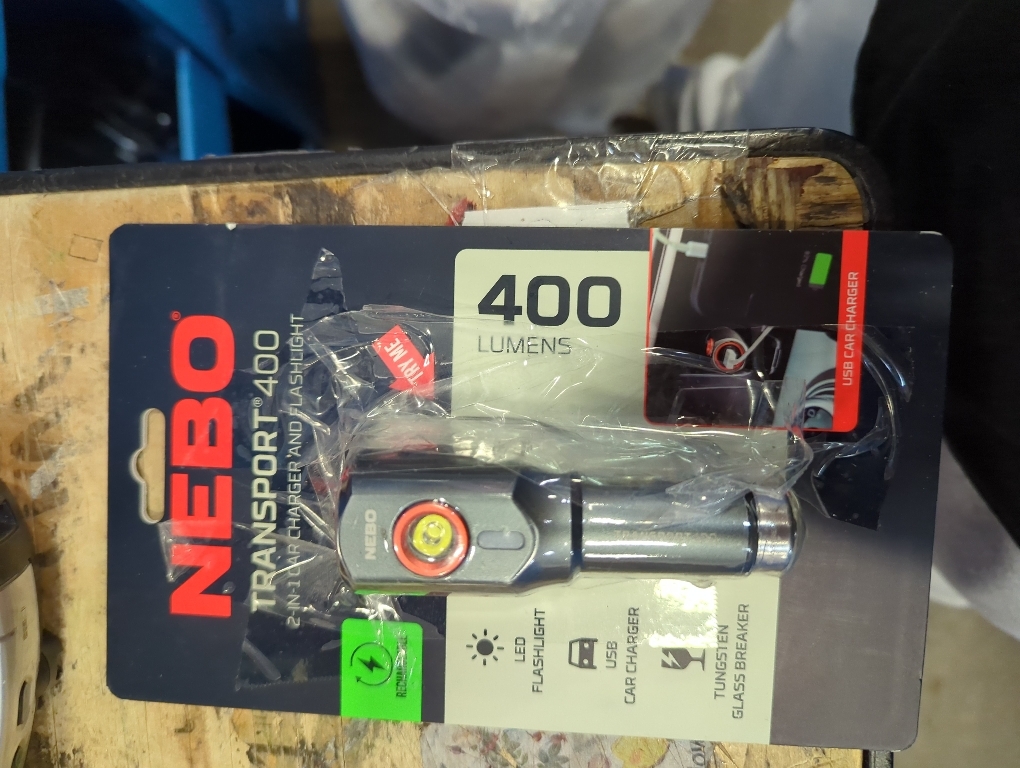 NEBO®
TRANSPORT® 400
2-IN-1 CAR CHARGER AND FLASHLIGHT
TRY ME
400
LUMENS
NEBO
RECHARGEABLE
LED
FLASHLIGHT
USB
CAR CHARGER
TUNGSTEN
GLASS BREAKER
USB CAR CHARGER